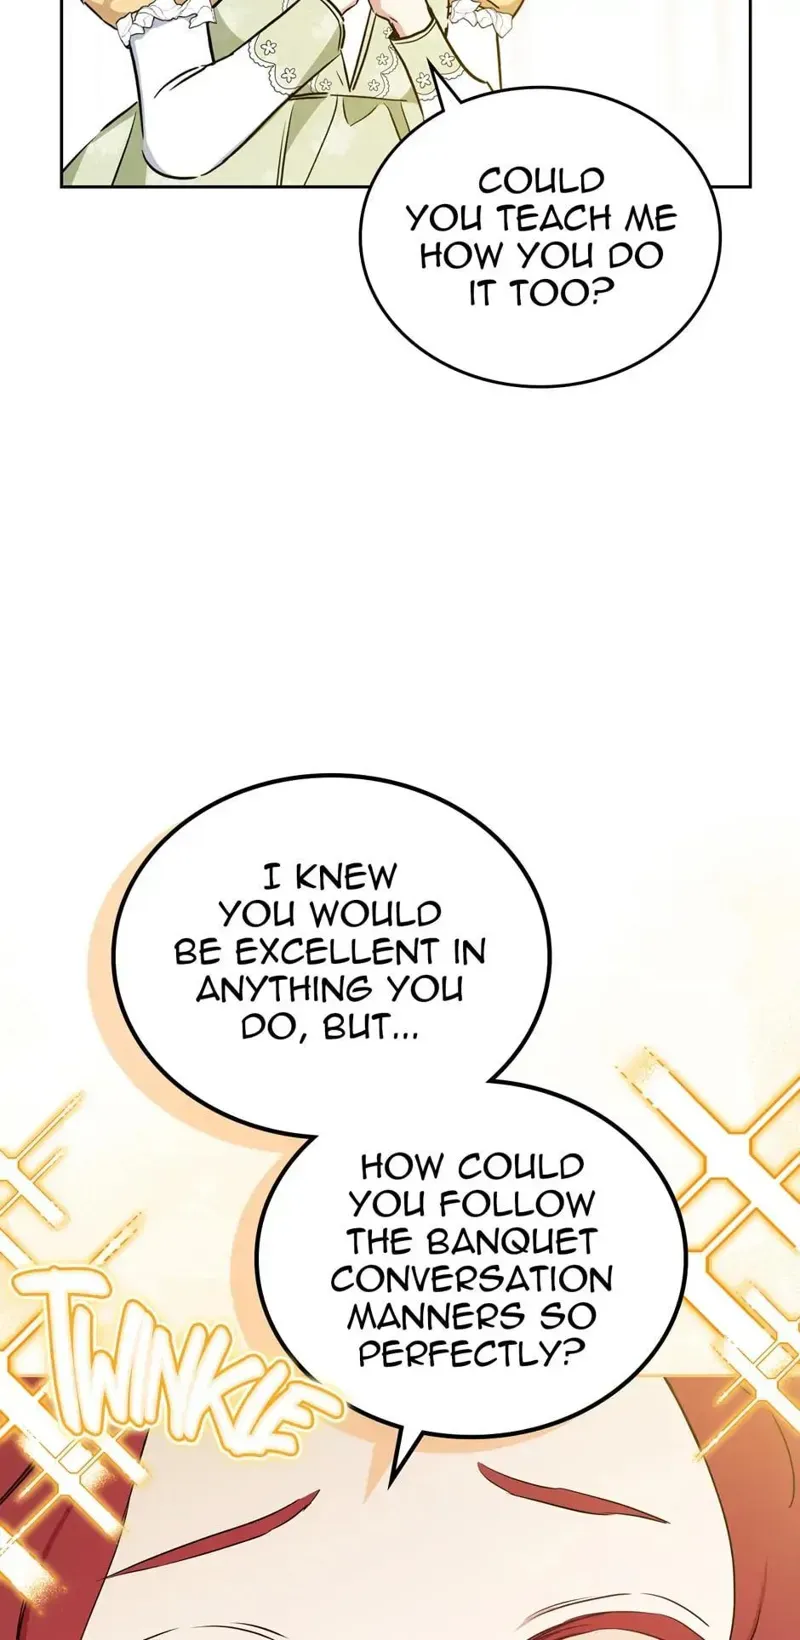 COULD
YOU TEACH ME
HOW YOU DO
IT TOO?
I KNEW
YOU WOULD
BE EXCELLENT IN
ANYTHING YOU
DO, BUT...
HOW COULD
YOU FOLLOW
THE BANQUET
CONVERSATION
MANNERS SO
PERFECTLY?
TWINKLE